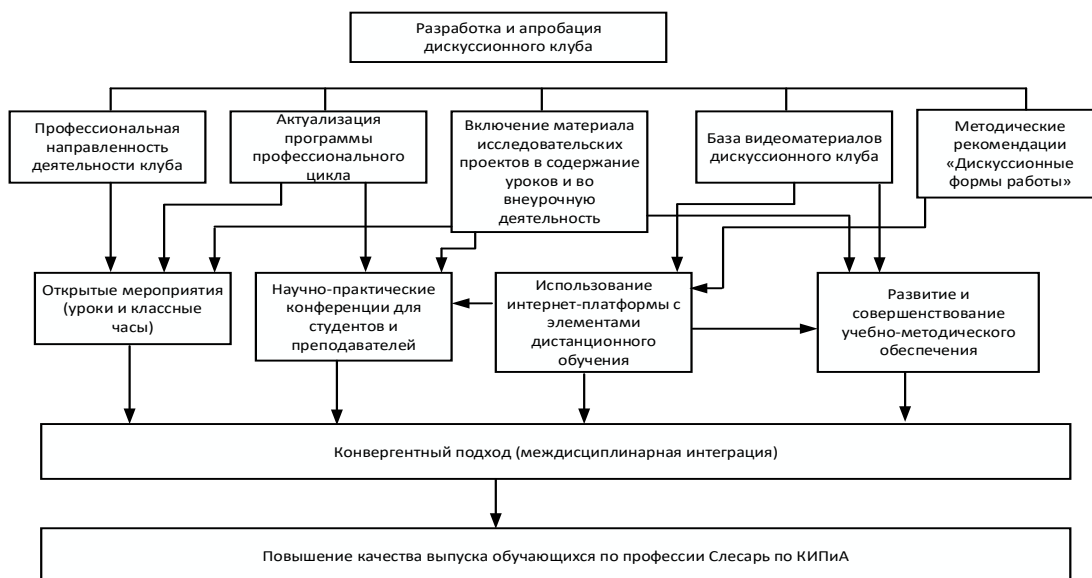 Разработка и апробация
дискуссионного клуба
Профессиональная
направленность
деятельности клуба
Актуализация
программы
профессионального
цикла
Включение материала
исследовательских
проектов в содержание
уроков и во
внеурочную
деятельность
База видеоматериалов
дискуссионного клуба
Методические
рекомендации
«Дискуссионные
формы работы»
Открытые мероприятия
(уроки и классные
часы)
Научно-практические
конференции для
студентов и
преподавателей
Использование
интернет-платформы с
элементами
дистанционного
обучения
Развитие и
совершенствование
учебно-методического
обеспечения
Конвергентный подход (междисциплинарная интеграция)
Повышение качества выпуска обучающихся по профессии Слесарь по КИПиА